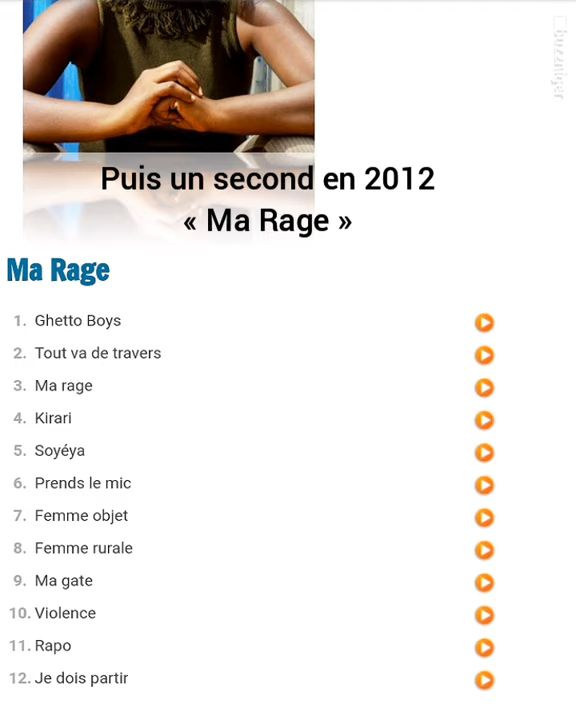 buzzniger
Puis un second en 2012
« Ma Rage »
Ma Rage
1. Ghetto Boys
2. Tout va de travers
3. Ma rage
4. Kirari
5. Soyéya
6. Prends le mic
7. Femme objet
8. Femme rurale
9. Ma gate
10. Violence
11. Rapo
12. Je dois partir